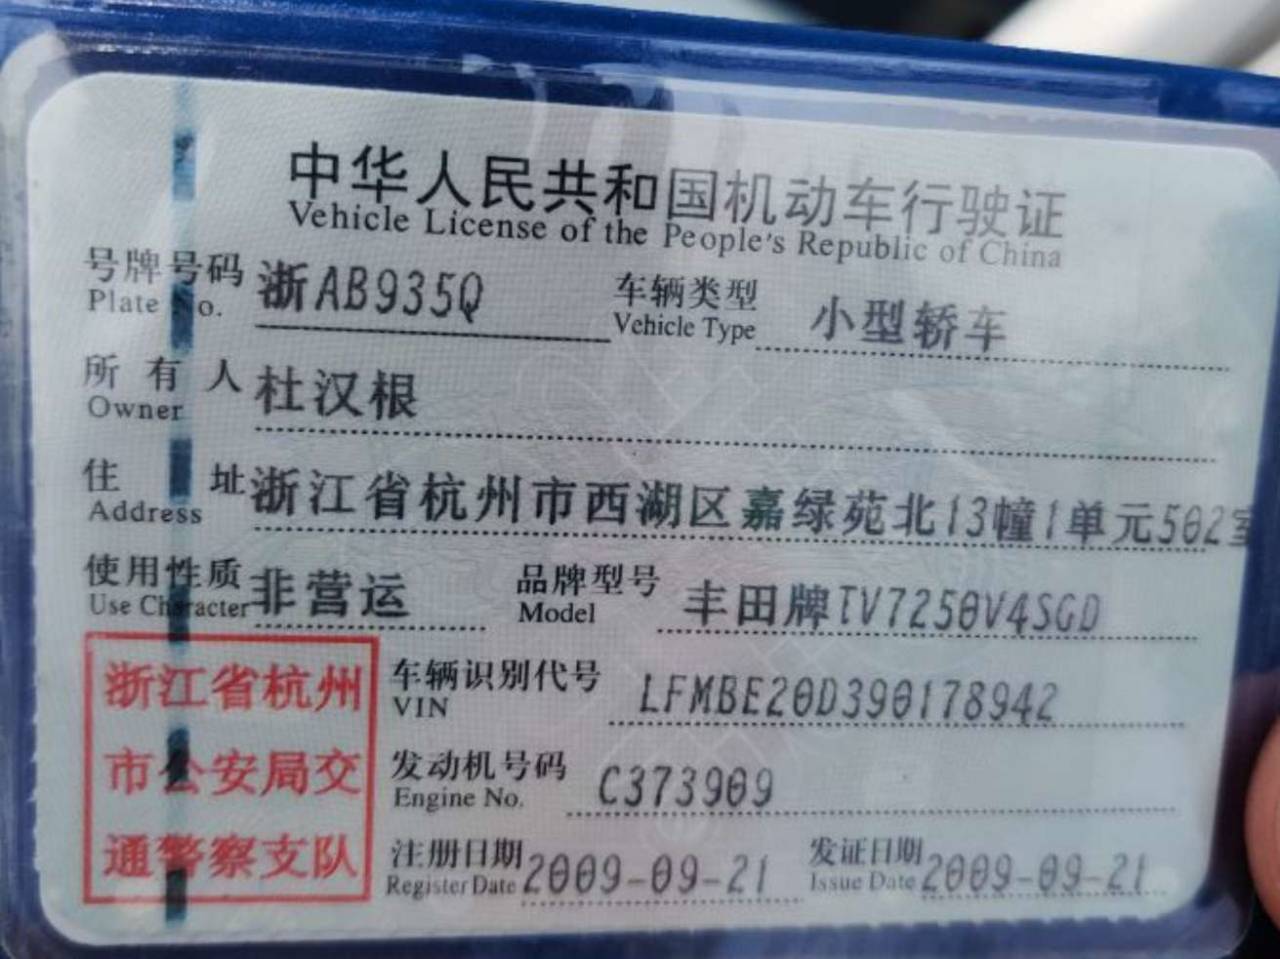 中华人民共和国机动车行驶证
Vehicle License of the People's Republic of China
号牌号码 浙AB935Q 车辆类型 小型轿车
Plate No. Vehicle Type
所有人 杜汉根
Owner
住址 浙江省杭州市西湖区嘉绿苑北13幢1单元502室
Address
使用性质 非营运 品牌型号 丰田牌TV7250V4SGD
Use Character Model
浙江省杭州 车辆识别代号 LFMBE20D390178942
VIN
市公安局交 发动机号码 C373909
Engine No.
通警察支队 注册日期 2009-09-21 发证日期 2009-09-21
Register Date Issue Date